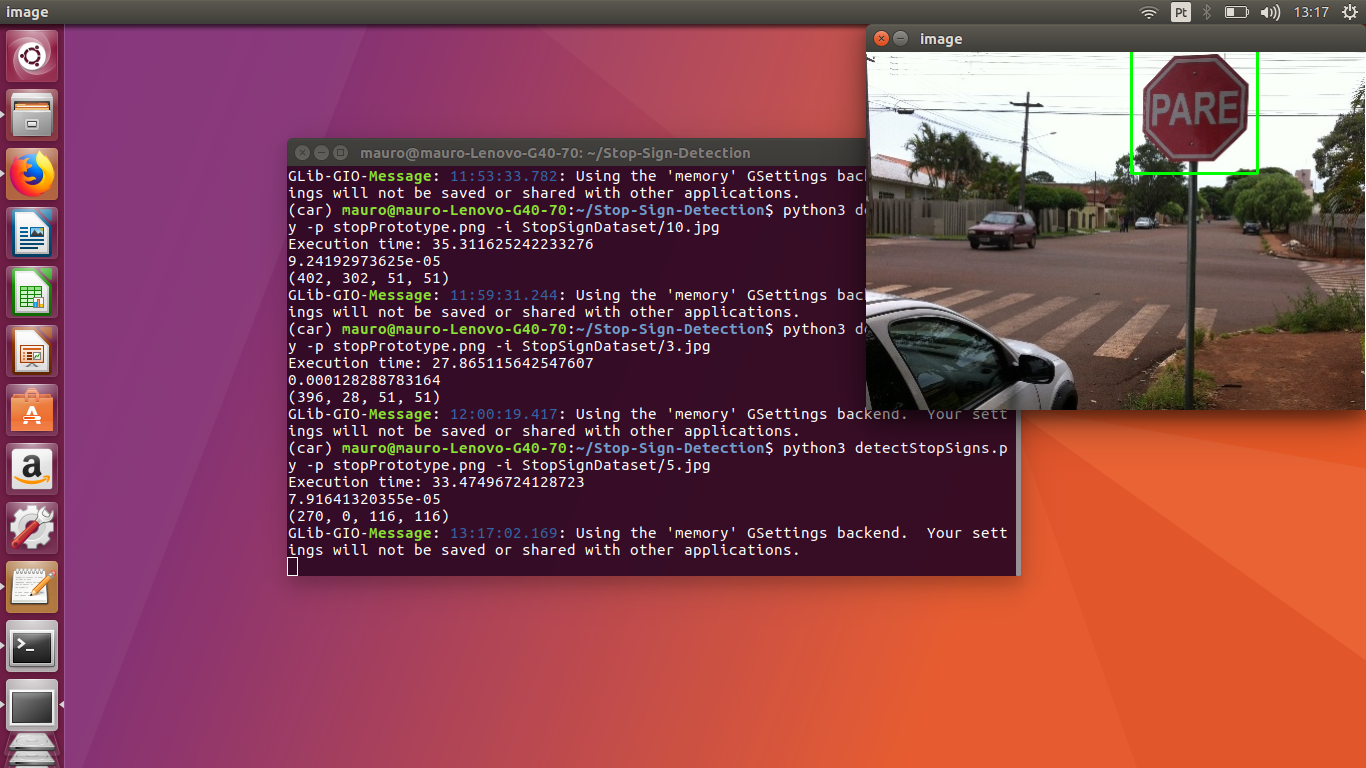 image
Pt
13:17
image
PARE
mauro@mauro-Lenovo-G40-70: ~/Stop-Sign-Detection
GLib-GIO-Message: 11:53:33.782: Using the 'memory' GSettings back
ings will not be saved or shared with other applications.
(car) mauro@mauro-Lenovo-G40-70:~/Stop-Sign-Detection$ python3 de
y -p stopPrototype.png -i StopSignDataset/10.jpg
Execution time: 35.311625242233276
9.24192973625e-05
(402, 302, 51, 51)
GLib-GIO-Message: 11:59:31.244: Using the 'memory' GSettings back
ings will not be saved or shared with other applications.
(car) mauro@mauro-Lenovo-G40-70:~/Stop-Sign-Detection$ python3 de
y -p stopPrototype.png -i StopSignDataset/3.jpg
Execution time: 27.865115642547607
0.000128288783164
(396, 28, 51, 51)
GLib-GIO-Message: 12:00:19.417: Using the 'memory' GSettings backend.  Your sett
ings will not be saved or shared with other applications.
(car) mauro@mauro-Lenovo-G40-70:~/Stop-Sign-Detection$ python3 detectStopSigns.p
y -p stopPrototype.png -i StopSignDataset/5.jpg
Execution time: 33.47496724128723
7.91641320355e-05
(270, 0, 116, 116)
GLib-GIO-Message: 13:17:02.169: Using the 'memory' GSettings backend.  Your sett
ings will not be saved or shared with other applications.